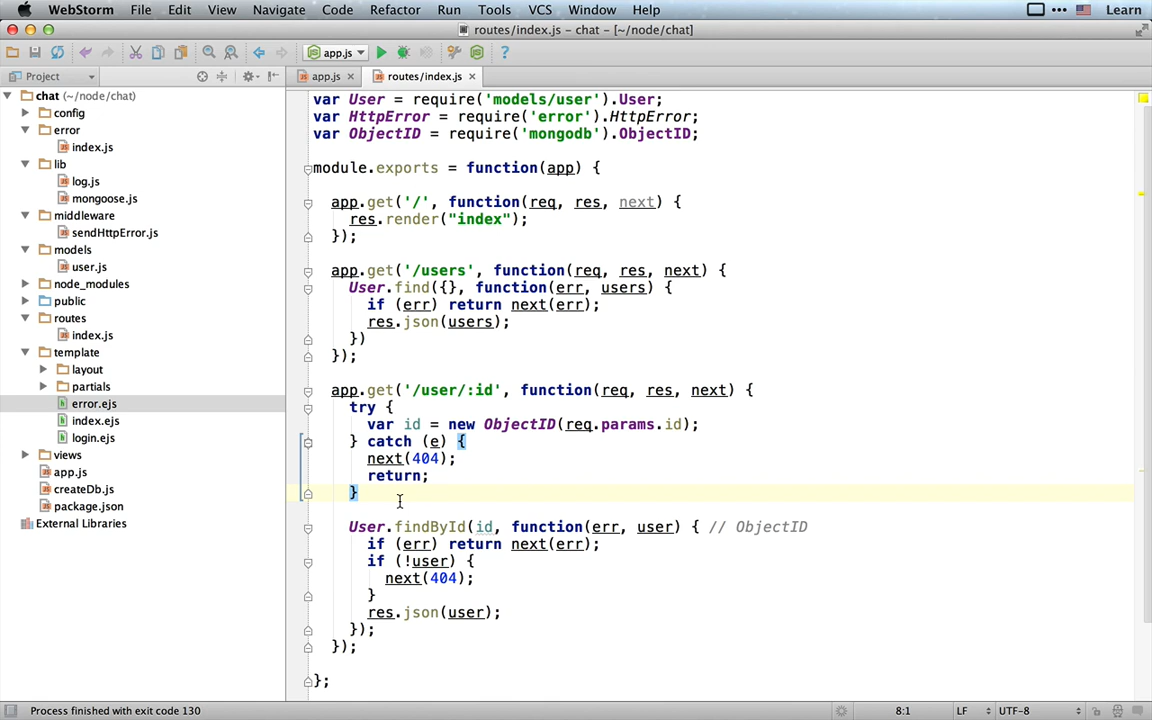 WebStorm File Edit View Navigate Code Refactor Run Tools VCS Window Help Learn
routes/index.js – chat – [~/node/chat]
app.js
Project
app.js
routes/index.js
chat (~/node/chat)
config
error
index.js
lib
log.js
mongoose.js
middleware
sendHttpError.js
models
user.js
node_modules
public
routes
index.js
template
layout
partials
error.ejs
index.ejs
login.ejs
views
app.js
createDb.js
package.json
External Libraries
var User = require('models/user').User;
var HttpError = require('error').HttpError;
var ObjectID = require('mongodb').ObjectID;
module.exports = function(app) {
app.get('/', function(req, res, next) {
res.render("index");
});
app.get('/users', function(req, res, next) {
User.find({}, function(err, users) {
if (err) return next(err);
res.json(users);
})
});
app.get('/user/:id', function(req, res, next) {
try {
var id = new ObjectID(req.params.id);
} catch (e) {
next(404);
return;
}
User.findById(id, function(err, user) { // ObjectID
if (err) return next(err);
if (!user) {
next(404);
}
res.json(user);
});
});
};
Process finished with exit code 130
8:1 LF UTF-8